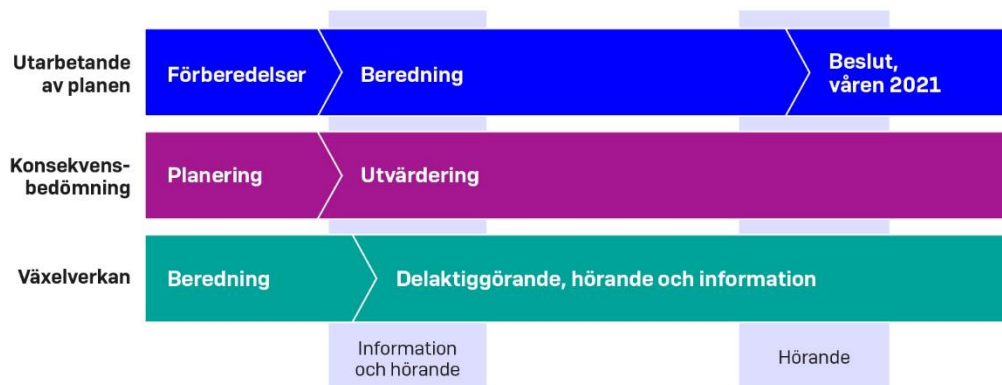 Utarbetande
av planen
Förberedelser
Beredning
Beslut,
våren 2021
Konsekvens-
bedömning
Planering
Utvärdering
Växelverkan
Beredning
Delaktiggörande, hörande och information
Information
och hörande
Hörande